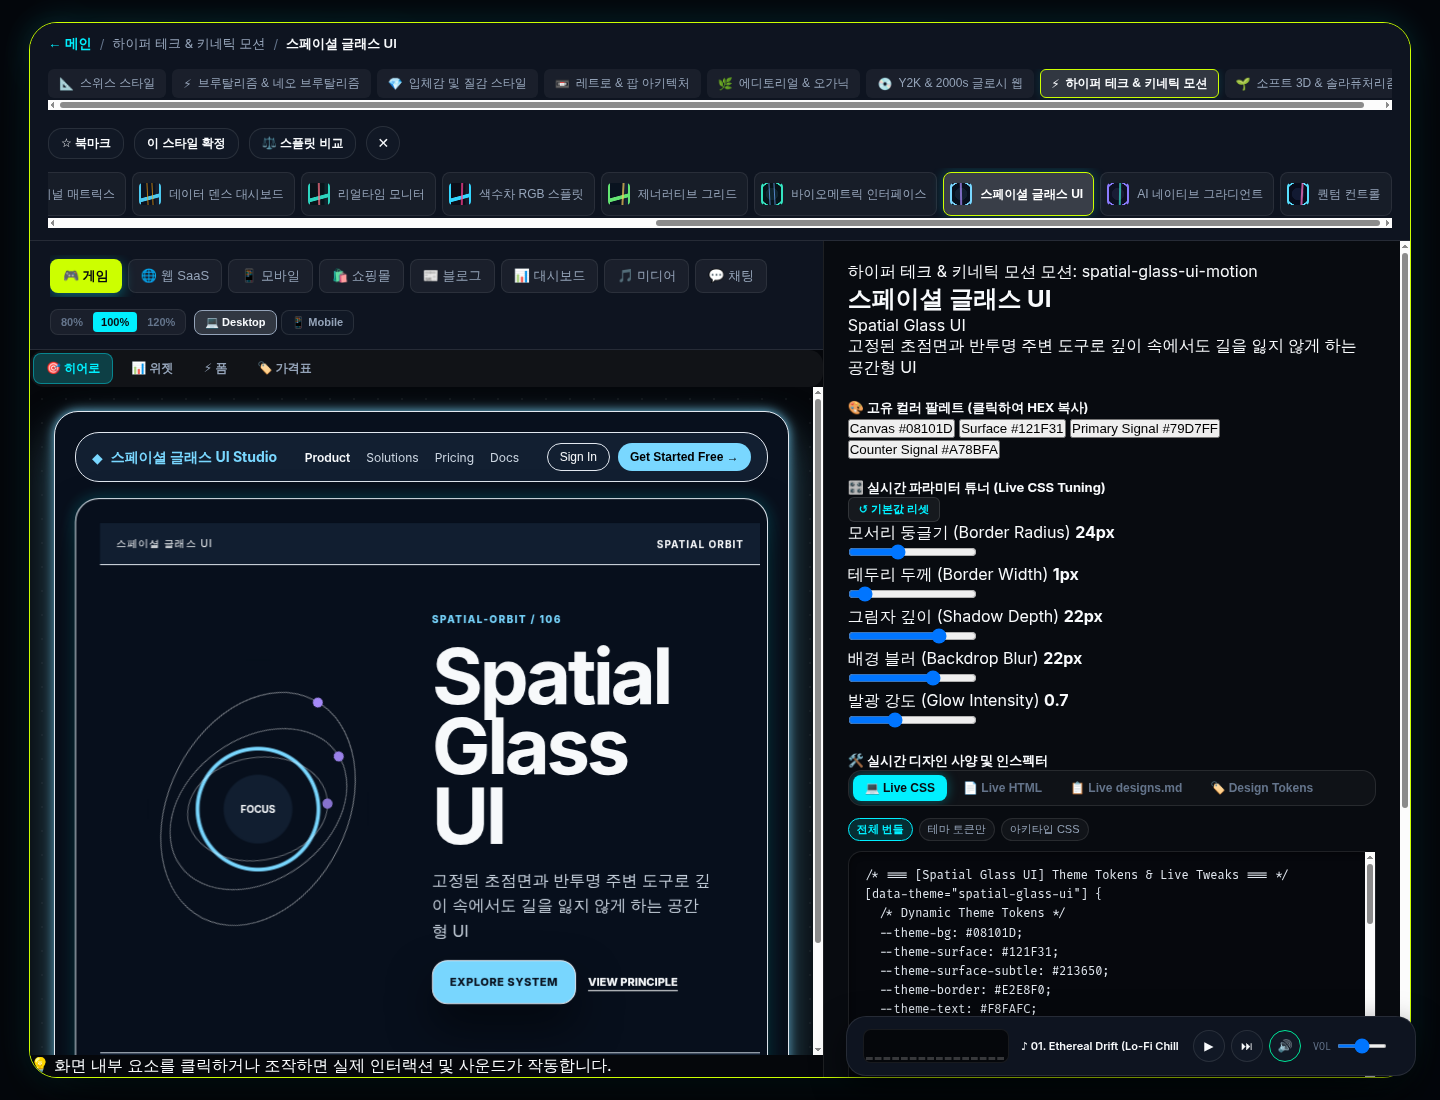 ← 메인 / 하이퍼 테크 & 키네틱 모션 / 스페이셜 글래스 UI
📐 스위스 스타일 ⚡ 브루탈리즘 & 네오 브루탈리즘 💎 입체감 및 질감 스타일 📼 레트로 & 팝 아키텍처 🌿 에디토리얼 & 오가닉 💿 Y2K & 2000s 글로시 웹 ⚡ 하이퍼 테크 & 키네틱 모션 🌱 소프트 3D & 솔라퓨처리즘
☆ 북마크 이 스타일 확정 ⚖️ 스플릿 비교 ✕
널 매트릭스 데이터 덴스 대시보드 리얼타임 모니터 색수차 RGB 스플릿 제너러티브 그리드 바이오메트릭 인터페이스 스페이셜 글래스 UI AI 네이티브 그라디언트 퀀텀 컨트롤
🎮 게임 🌐 웹 SaaS 📱 모바일 🛍️ 쇼핑몰 📰 블로그 📊 대시보드 🎵 미디어 💬 채팅
80% 100% 120% 💻 Desktop 📱 Mobile
🎯 히어로 📊 위젯 ⚡ 폼 🏷️ 가격표
◆ 스페이셜 글래스 UI Studio Product Solutions Pricing Docs Sign In Get Started Free →
스페이셜 글래스 UI SPATIAL ORBIT
SPATIAL-ORBIT / 106
Spatial
Glass
UI
FOCUS
고정된 초점면과 반투명 주변 도구로 깊
이 속에서도 길을 잃지 않게 하는 공간
형 UI
EXPLORE SYSTEM VIEW PRINCIPLE
💡 화면 내부 요소를 클릭하거나 조작하면 실제 인터랙션 및 사운드가 작동합니다.
하이퍼 테크 & 키네틱 모션 모션: spatial-glass-ui-motion
스페이셜 글래스 UI
Spatial Glass UI
고정된 초점면과 반투명 주변 도구로 깊이 속에서도 길을 잃지 않게 하는
공간형 UI
🎨 고유 컬러 팔레트 (클릭하여 HEX 복사)
Canvas #08101D Surface #121F31 Primary Signal #79D7FF
Counter Signal #A78BFA
🎛️ 실시간 파라미터 튜너 (Live CSS Tuning)
↺ 기본값 리셋
모서리 둥글기 (Border Radius) 24px
테두리 두께 (Border Width) 1px
그림자 깊이 (Shadow Depth) 22px
배경 블러 (Backdrop Blur) 22px
발광 강도 (Glow Intensity) 0.7
🛠️ 실시간 디자인 사양 및 인스펙터
💻 Live CSS 📄 Live HTML 📋 Live designs.md 🏷️ Design Tokens
전체 번들 테마 토큰만 아키타입 CSS
/* === [Spatial Glass UI] Theme Tokens & Live Tweaks === */
[data-theme="spatial-glass-ui"] {
/* Dynamic Theme Tokens */
--theme-bg: #08101D;
--theme-surface: #121F31;
--theme-surface-subtle: #213650;
--theme-border: #E2E8F0;
--theme-text: #F8FAFC;
♪ 01. Ethereal Drift (Lo-Fi Chill ▶ ⏭ 🔊 VOL